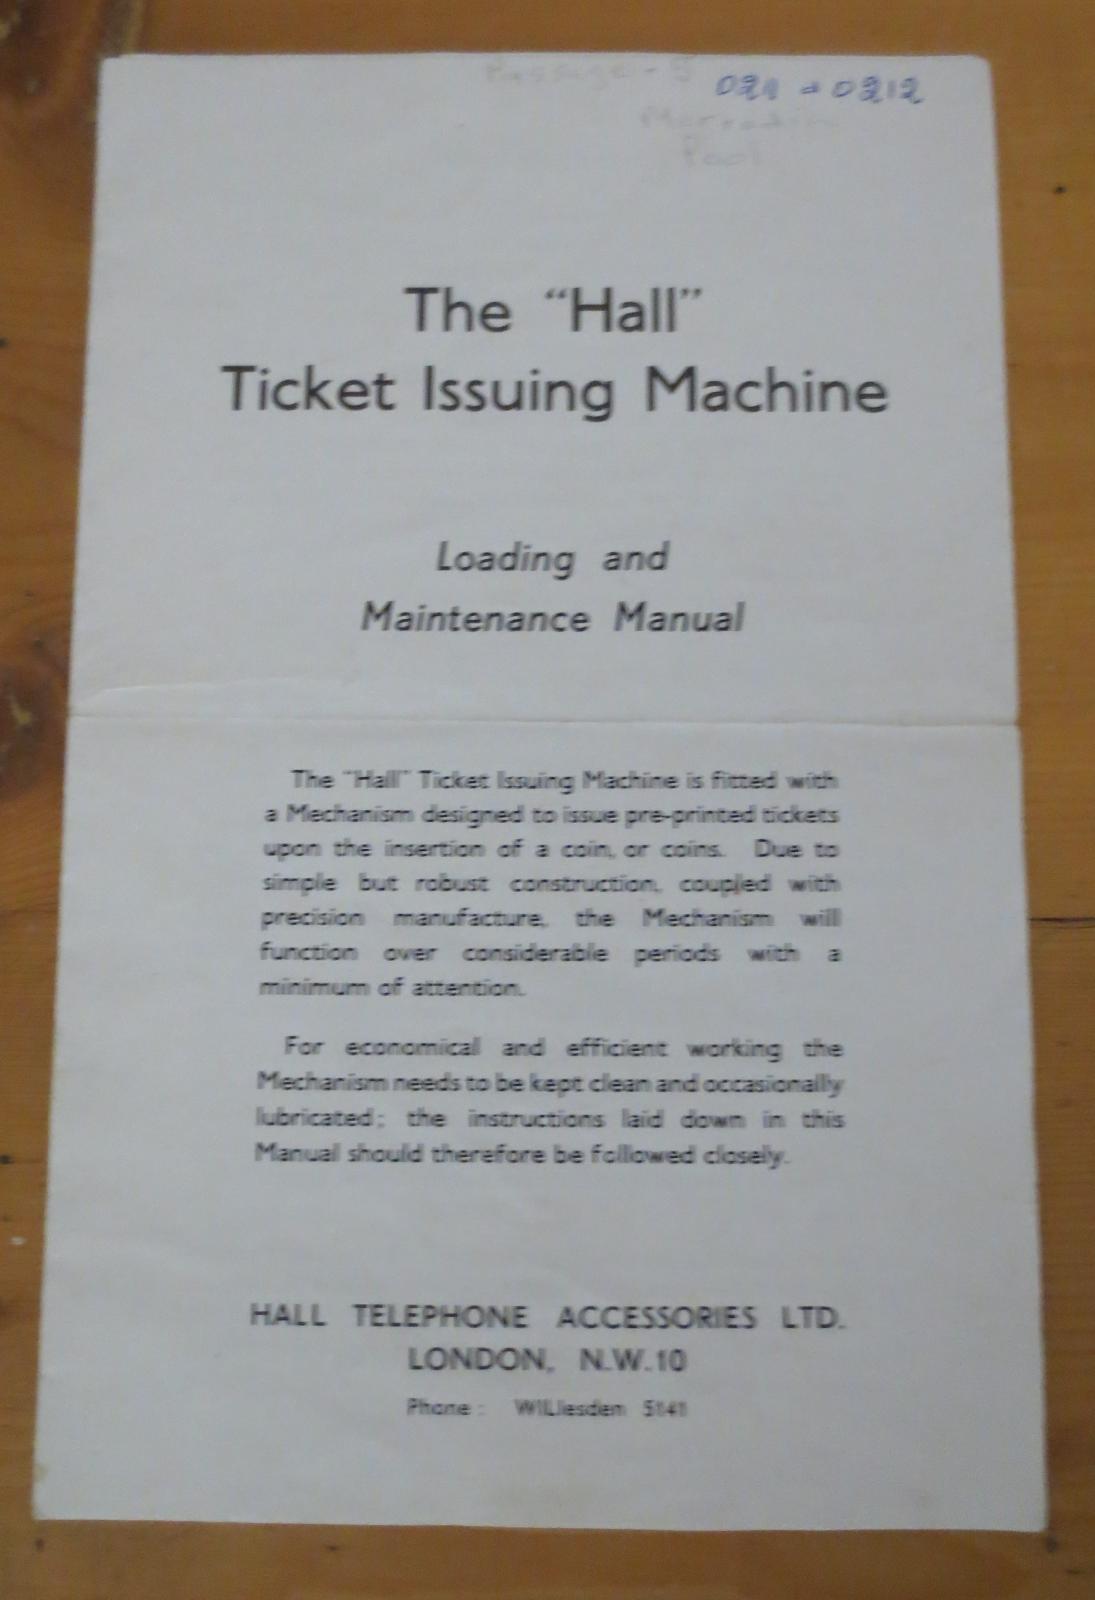 Pool
The “Hall”
Ticket Issuing Machine
Loading and
Maintenance Manual
The “Hall” Ticket Issuing Machine is fitted with
a Mechanism designed to issue pre-printed tickets
upon the insertion of a coin, or coins. Due to
simple but robust construction, coupled with
precision manufacture, the Mechanism will
function over considerable periods with a
minimum of attention.
For economical and efficient working the
Mechanism needs to be kept clean and occasionally
lubricated; the instructions laid down in this
Manual should therefore be followed closely.
HALL TELEPHONE ACCESSORIES LTD.
LONDON, N.W.10
Phone: WILlesden 5141